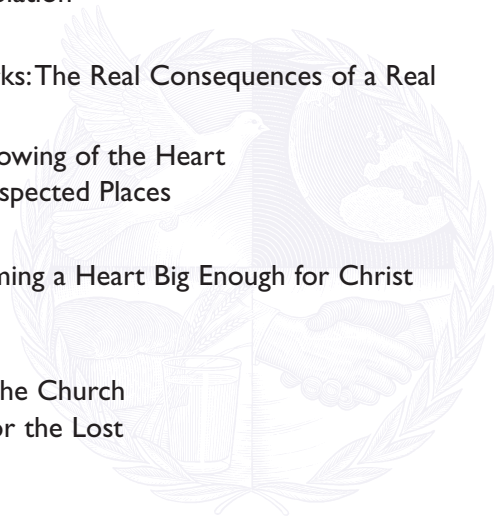 ks: The Real Consequences of a Real
owing of the Heart
spected Places
ning a Heart Big Enough for Christ
he Church
or the Lost